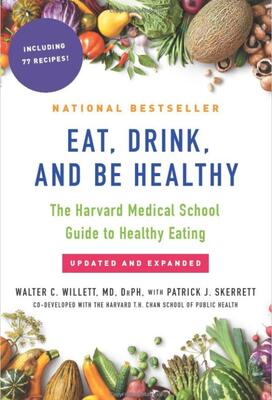 INCLUDING
77 RECIPES!
NATIONAL BESTSELLER
EAT, DRINK,
AND BE HEALTHY
The Harvard Medical School
Guide to Healthy Eating
UPDATED AND EXPANDED
WALTER C. WILLETT, MD, DRPH, WITH PATRICK J. SKERRETT
CO-DEVELOPED WITH THE HARVARD T.H. CHAN SCHOOL OF PUBLIC HEALTH